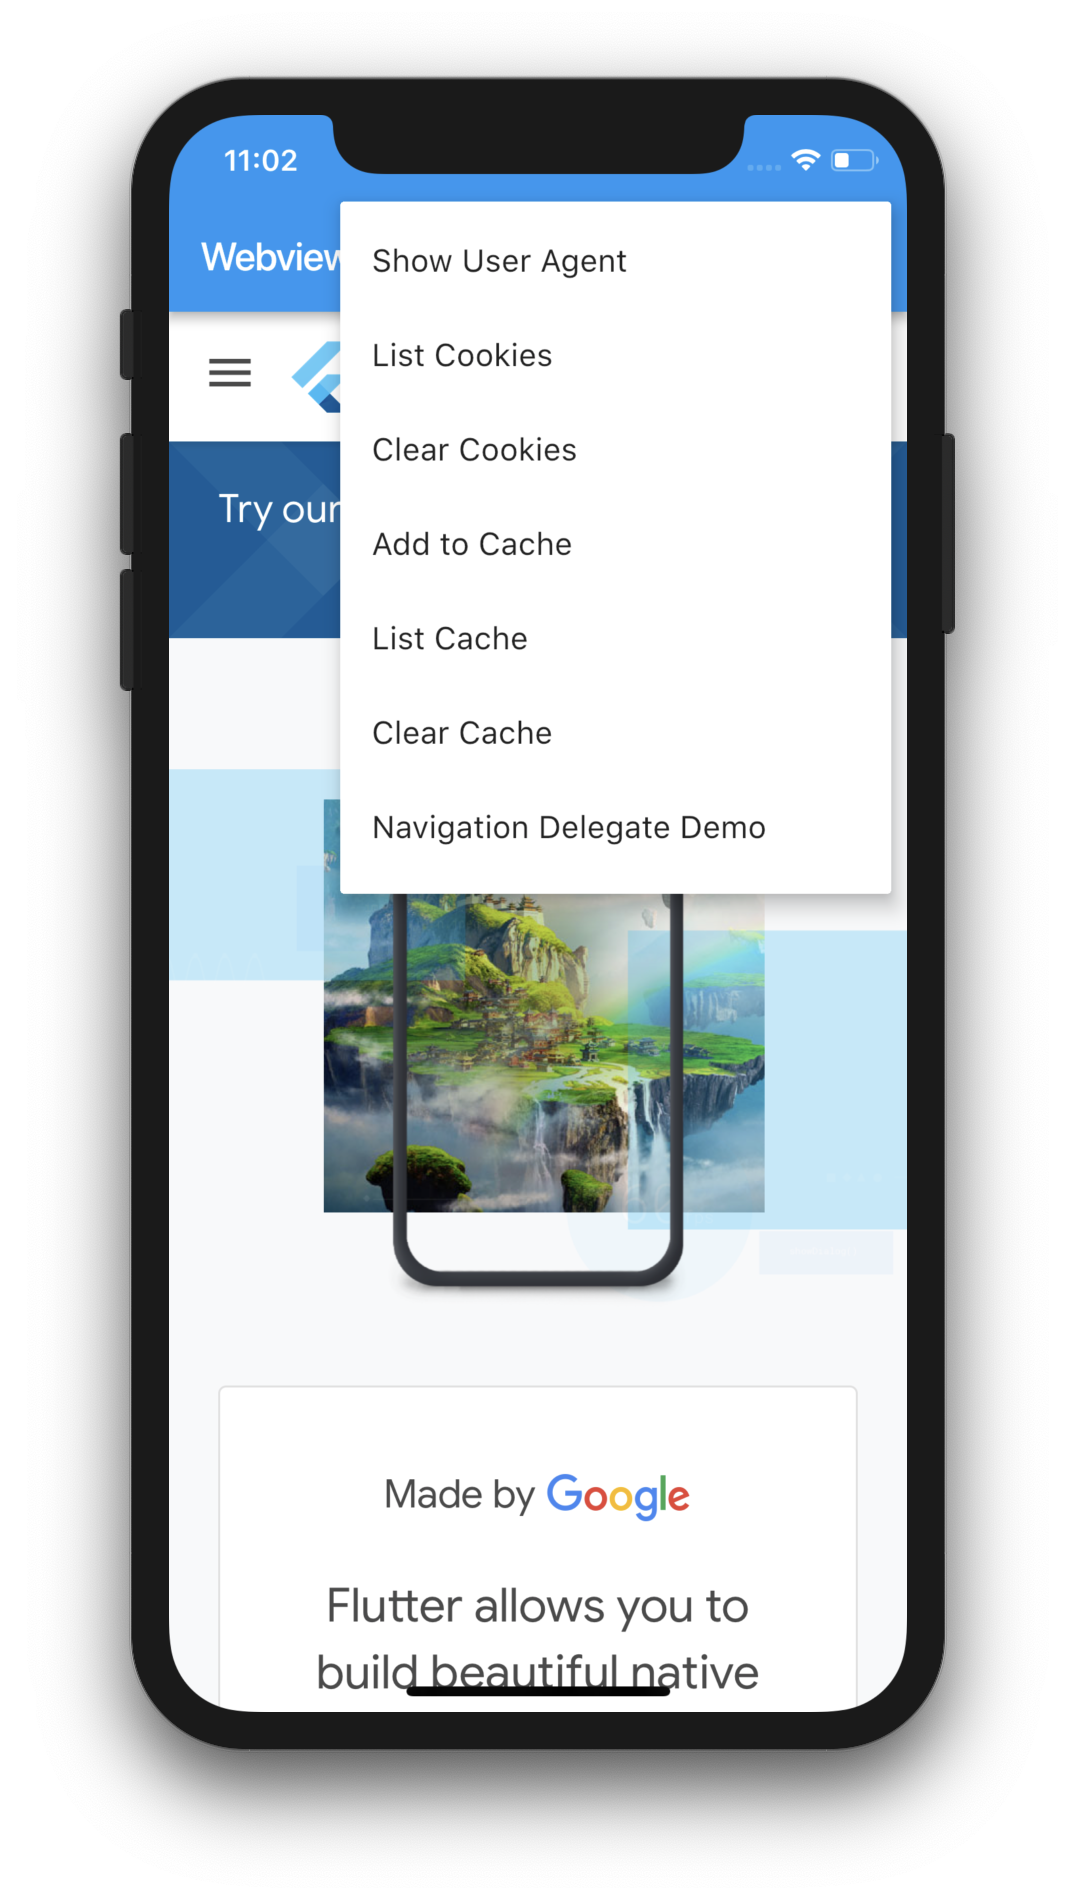 11:02
Webview
Show User Agent
List Cookies
Clear Cookies
Add to Cache
List Cache
Clear Cache
Navigation Delegate Demo
Try our
Made by Google
Flutter allows you to
build beautiful native